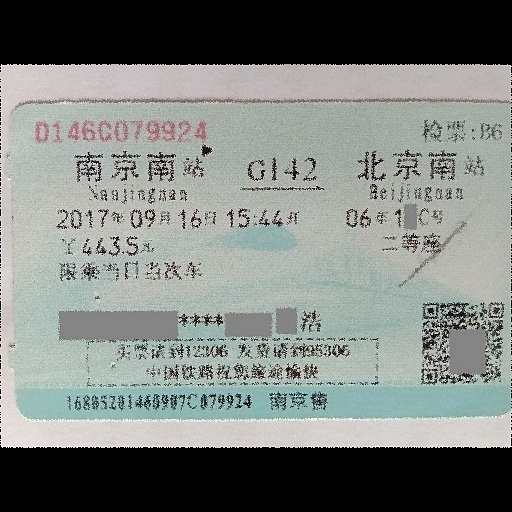 D146C079924 检票:B6
南京南站 G142 北京南站
Nanjingnan Beijingnan
2017年09月16日15:44开 06车1 C号
￥443.5元 二等座
限乘当日当次车
**** 浩
买票请到12306 发货请到95306
中国铁路祝您旅途愉快
16805201460907C079924 南京售